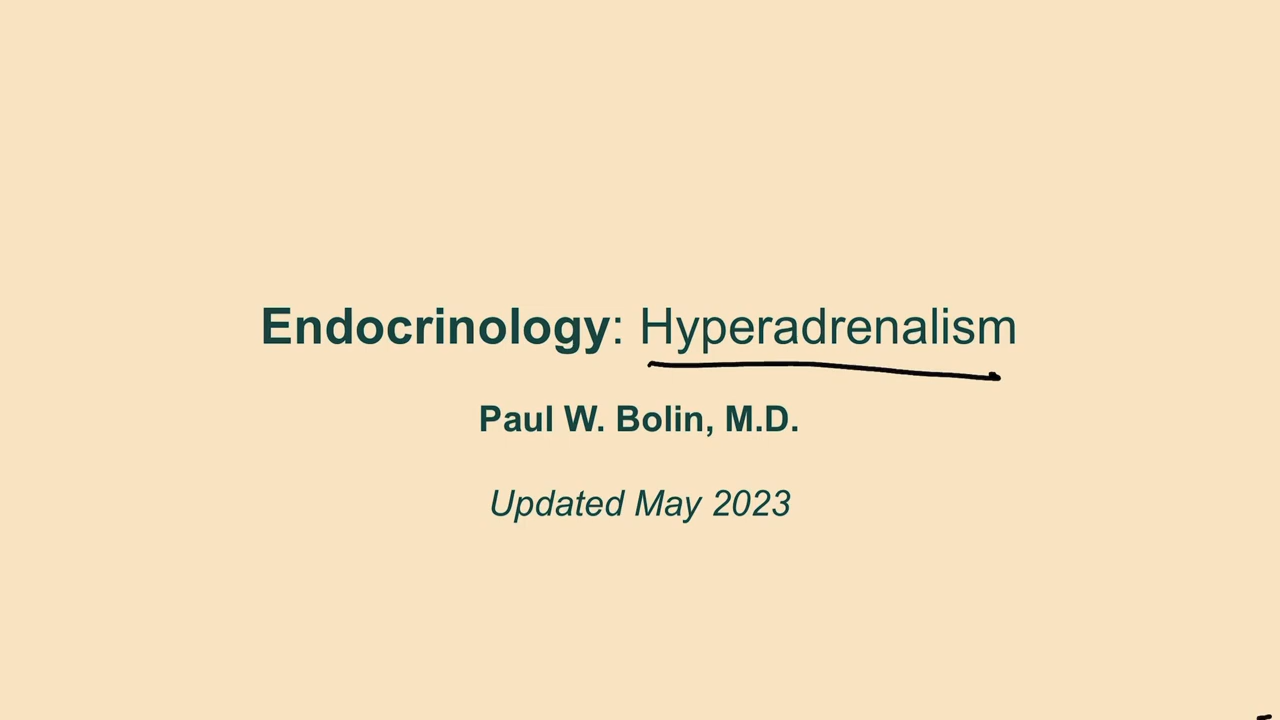 Endocrinology: Hyperadrenalism
Paul W. Bolin, M.D.
Updated May 2023